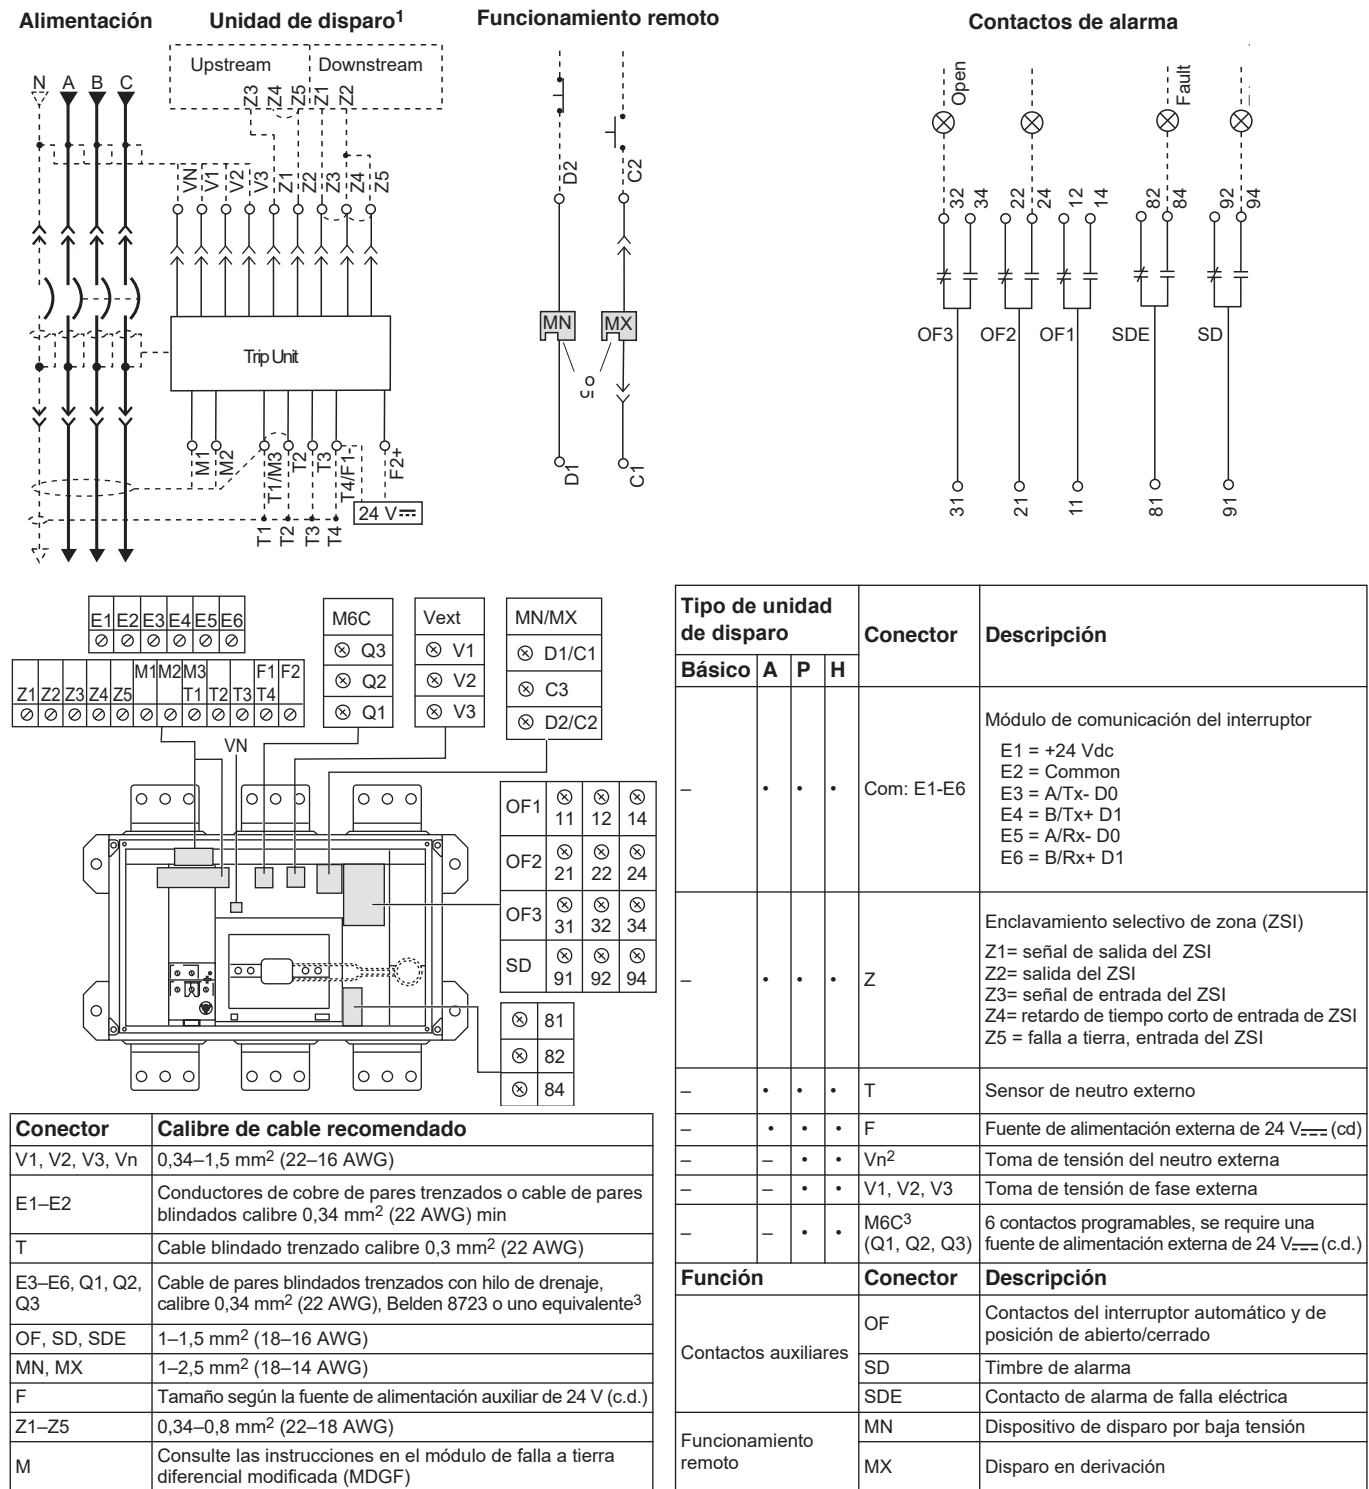 Alimentación
Unidad de disparo1
Funcionamiento remoto
Contactos de alarma
Upstream
Downstream
Z3 Z4 Z5 Z1 Z2
N A B C
VN V1 V2 V3 Z1 Z2 Z3 Z4 Z5
Trip Unit
M1 M2 T1/M3 T2 T3 T4/F1- F2+
24 V
T1 T2 T3 T4
D2 C2
MN MX
o
D1 C1
Open
Fault
32 34 22 24 12 14 82 84 92 94
OF3 OF2 OF1 SDE SD
31 21 11 81 91
E1 E2 E3 E4 E5 E6
M1 M2 M3 F1 F2
Z1 Z2 Z3 Z4 Z5 T1 T2 T3 T4
VN
M6C
Q3
Q2
Q1
Vext
V1
V2
V3
MN/MX
D1/C1
C3
D2/C2
OF1 11 12 14
OF2 21 22 24
OF3 31 32 34
SD 91 92 94
81
82
84
Conector Calibre de cable recomendado
V1, V2, V3, Vn 0,34–1,5 mm2 (22–16 AWG)
E1–E2 Conductores de cobre de pares trenzados o cable de pares
blindados calibre 0,34 mm2 (22 AWG) min
T Cable blindado trenzado calibre 0,3 mm2 (22 AWG)
E3–E6, Q1, Q2, Cable de pares blindados trenzados con hilo de drenaje,
Q3 calibre 0,34 mm2 (22 AWG), Belden 8723 o uno equivalente3
OF, SD, SDE 1–1,5 mm2 (18–16 AWG)
MN, MX 1–2,5 mm2 (18–14 AWG)
F Tamaño según la fuente de alimentación auxiliar de 24 V (c.d.)
Z1–Z5 0,34–0,8 mm2 (22–18 AWG)
M Consulte las instrucciones en el módulo de falla a tierra
diferencial modificada (MDGF)
Tipo de unidad
de disparo Conector Descripción
Básico A P H
– • • • Com: E1-E6 Módulo de comunicación del interruptor
E1 = +24 Vdc
E2 = Common
E3 = A/Tx- D0
E4 = B/Tx+ D1
E5 = A/Rx- D0
E6 = B/Rx+ D1
– • • • Z Enclavamiento selectivo de zona (ZSI)
Z1= señal de salida del ZSI
Z2= salida del ZSI
Z3= señal de entrada del ZSI
Z4= retardo de tiempo corto de entrada de ZSI
Z5 = falla a tierra, entrada del ZSI
– • • • T Sensor de neutro externo
– • • • F Fuente de alimentación externa de 24 V (cd)
– – • • Vn2 Toma de tensión del neutro externa
– – • • V1, V2, V3 Toma de tensión de fase externa
– – • • M6C3 6 contactos programables, se require una
(Q1, Q2, Q3) fuente de alimentación externa de 24 V (c.d.)
Función Conector Descripción
Contactos auxiliares OF Contactos del interruptor automático y de
posición de abierto/cerrado
SD Timbre de alarma
SDE Contacto de alarma de falla eléctrica
Funcionamiento
remoto
MN Dispositivo de disparo por baja tensión
MX Disparo en derivación